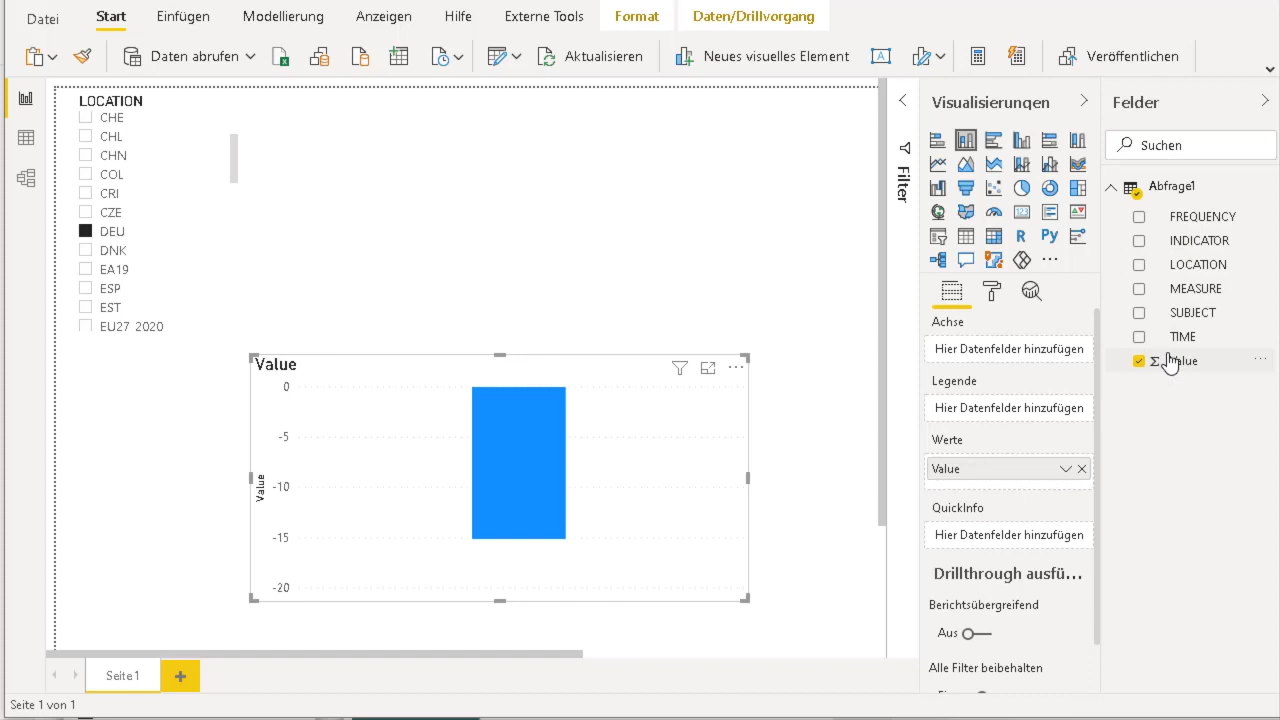 Datei Start Einfügen Modellierung Anzeigen Hilfe Externe Tools Format Daten/Drillvorgang
Daten abrufen Aktualisieren Neues visuelles Element Veröffentlichen
LOCATION
CHE
CHL
CHN
COL
CRI
CZE
DEU
DNK
EA19
ESP
EST
EU27_2020
Value
0
-5
-10
-15
-20
Value
Filter
Visualisierungen
R Py
Achse
Hier Datenfelder hinzufügen
Legende
Hier Datenfelder hinzufügen
Werte
Value
QuickInfo
Hier Datenfelder hinzufügen
Drillthrough ausfü...
Berichtsübergreifend
Aus
Alle Filter beibehalten
Felder
Suchen
Abfrage1
FREQUENCY
INDICATOR
LOCATION
MEASURE
SUBJECT
TIME
Σ Value
Seite 1
Seite 1 von 1